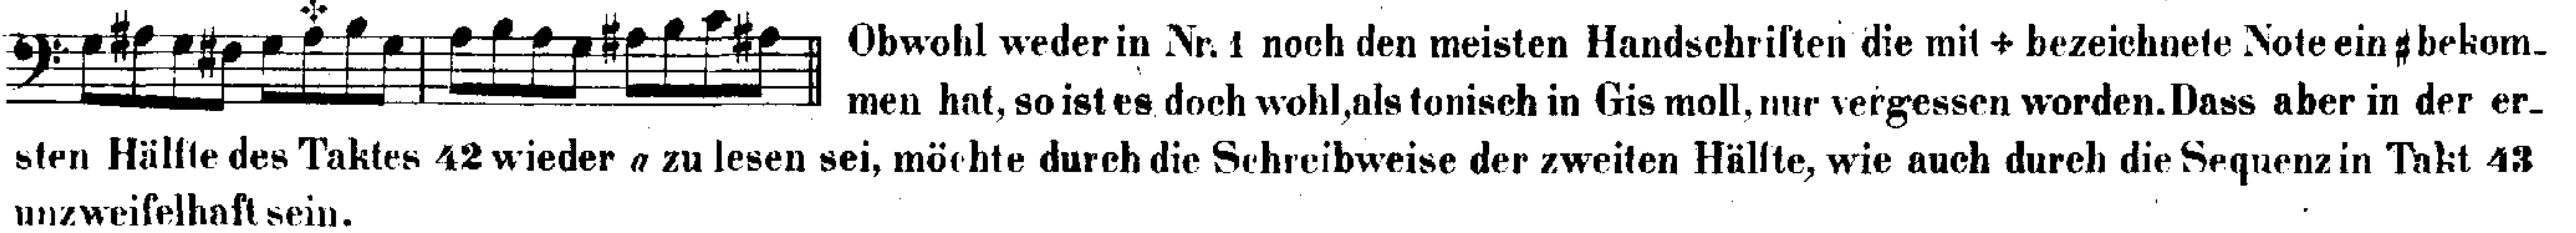 Obwohl weder in Nr. 1 noch den meisten Handschriften die mit + bezeichnete Note ein ♯ bekom-
men hat, so ist es doch wohl, als tonisch in Gis moll, nur vergessen worden. Dass aber in der er-
sten Hälfte des Taktes 42 wieder a zu lesen sei, möchte durch die Schreibweise der zweiten Hälfte, wie auch durch die Sequenz in Takt 43
unzweifelhaft sein.